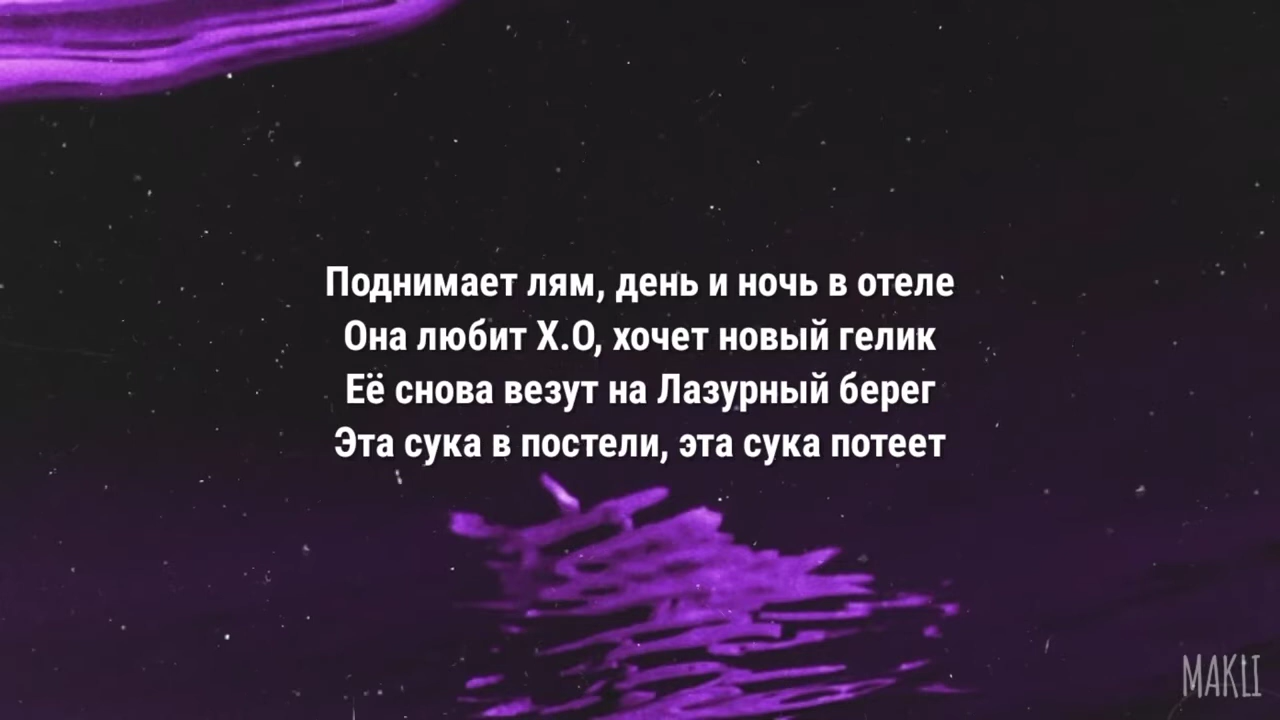 Поднимает лям, день и ночь в отеле
Она любит Х.О, хочет новый гелик
Её снова везут на Лазурный берег
Эта сука в постели, эта сука потеет
MAKLI